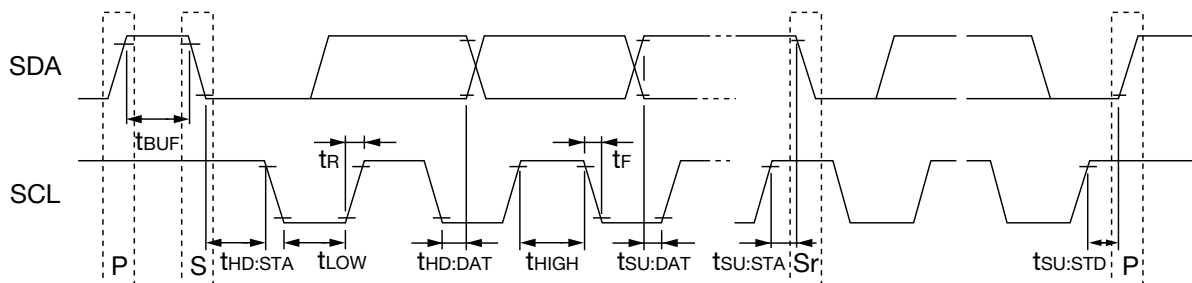 SDA
tBUF
tR
tF
SCL
P
S
tHD:STA
tLOW
tHD:DAT
tHIGH
tSU:DAT
tSU:STA
Sr
tSU:STD
P